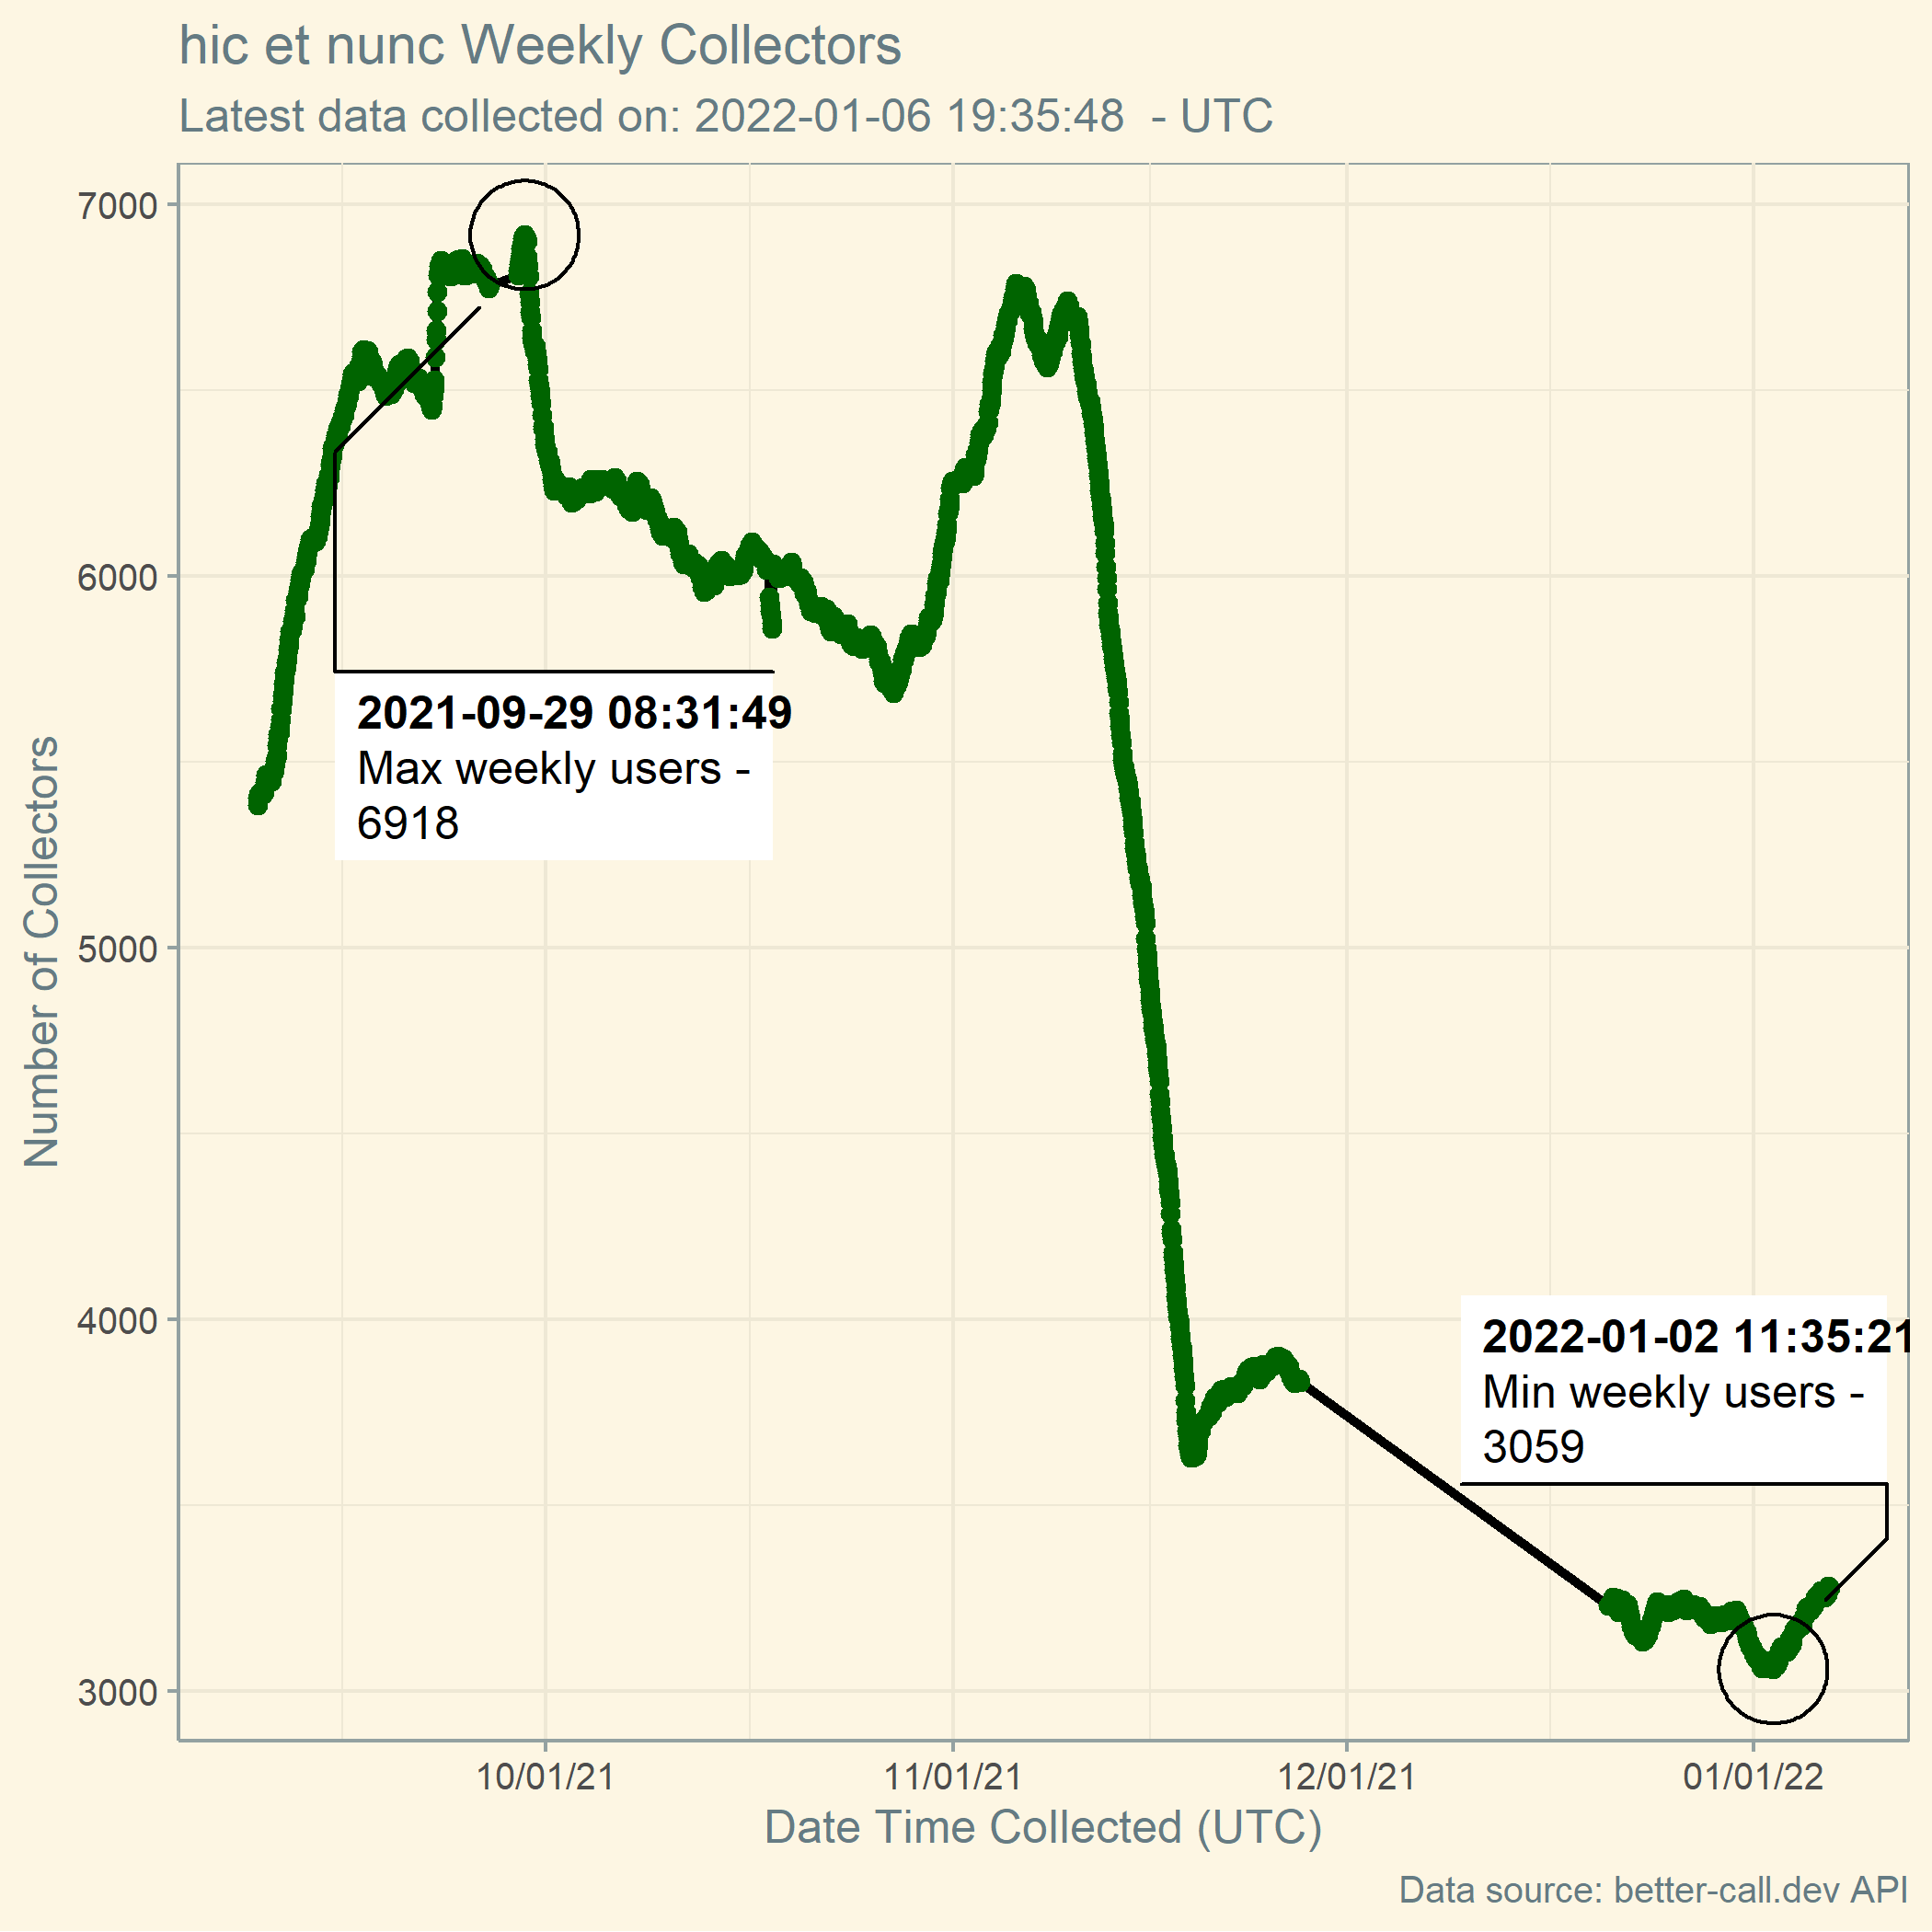 hic et nunc Weekly Collectors
Latest data collected on: 2022-01-06 19:35:48  - UTC
Number of Collectors
7000
6000
5000
4000
3000
2021-09-29 08:31:49
Max weekly users -
6918
2022-01-02 11:35:21
Min weekly users -
3059
10/01/21
11/01/21
12/01/21
01/01/22
Date Time Collected (UTC)
Data source: better-call.dev API